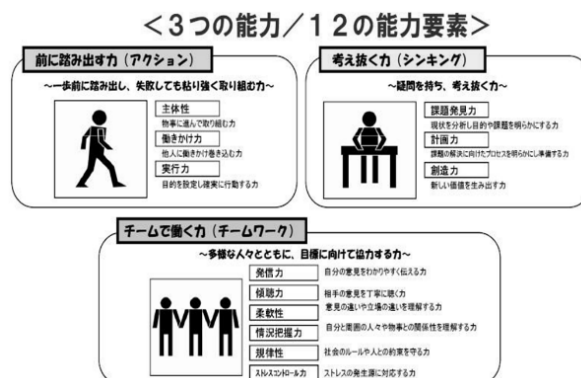 ＜３つの能力／１２の能力要素＞
前に踏み出す力（アクション）
～一歩前に踏み出し、失敗しても粘り強く取り組む力～
主体性
物事に進んで取り組む力
働きかけ力
他人に働きかけ巻き込む力
実行力
目的を設定し確実に行動する力
考え抜く力（シンキング）
～疑問を持ち、考え抜く力～
課題発見力
現状を分析し目的や課題を明らかにする力
計画力
課題の解決に向けたプロセスを明らかにし準備する力
創造力
新しい価値を生み出す力
チームで働く力（チームワーク）
～多様な人々とともに、目標に向けて協力する力～
発信力 自分の意見をわかりやすく伝える力
傾聴力 相手の意見を丁寧に聴く力
柔軟性 意見の違いや立場の違いを理解する力
情況把握力 自分と周囲の人々や物事との関係性を理解する力
規律性 社会のルールや人との約束を守る力
ストレスコントロール力 ストレスの発生源に対応する力